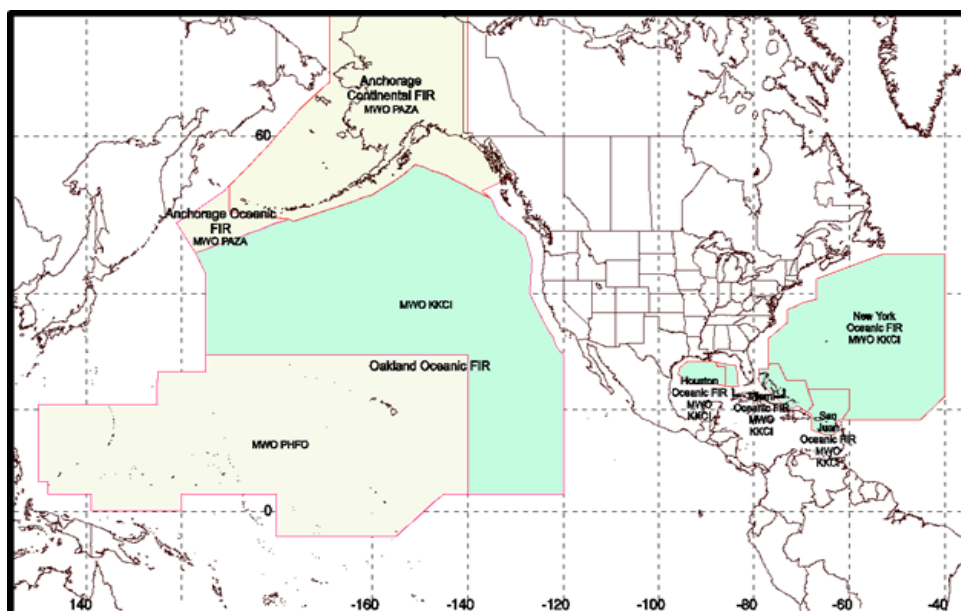 Anchorage
Continental FIR
MWO PAZA
60
Anchorage Oceanic
FIR
MWO PAZA
MWO KKCI
New York
Oceanic FIR
MWO KKCI
Oakland Oceanic FIR
Houston
Oceanic FIR
MWO
KKCI
Miami
Oceanic FIR
MWO
KKCI
San
Juan
Oceanic FIR
MWO
KKCI
MWO PHFO
0
140
-160
-140
-120
-100
-80
-60
-40